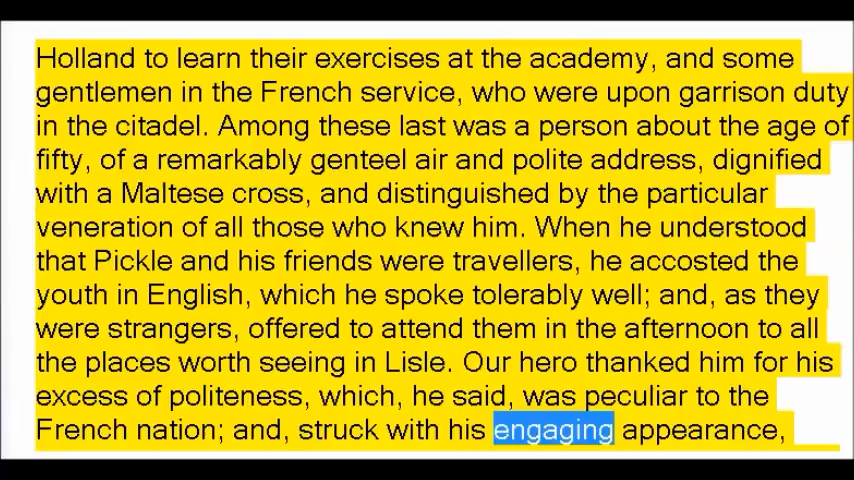 Holland to learn their exercises at the academy, and some
gentlemen in the French service, who were upon garrison duty
in the citadel. Among these last was a person about the age of
fifty, of a remarkably genteel air and polite address, dignified
with a Maltese cross, and distinguished by the particular
veneration of all those who knew him. When he understood
that Pickle and his friends were travellers, he accosted the
youth in English, which he spoke tolerably well; and, as they
were strangers, offered to attend them in the afternoon to all
the places worth seeing in Lisle. Our hero thanked him for his
excess of politeness, which, he said, was peculiar to the
French nation; and, struck with his engaging appearance,